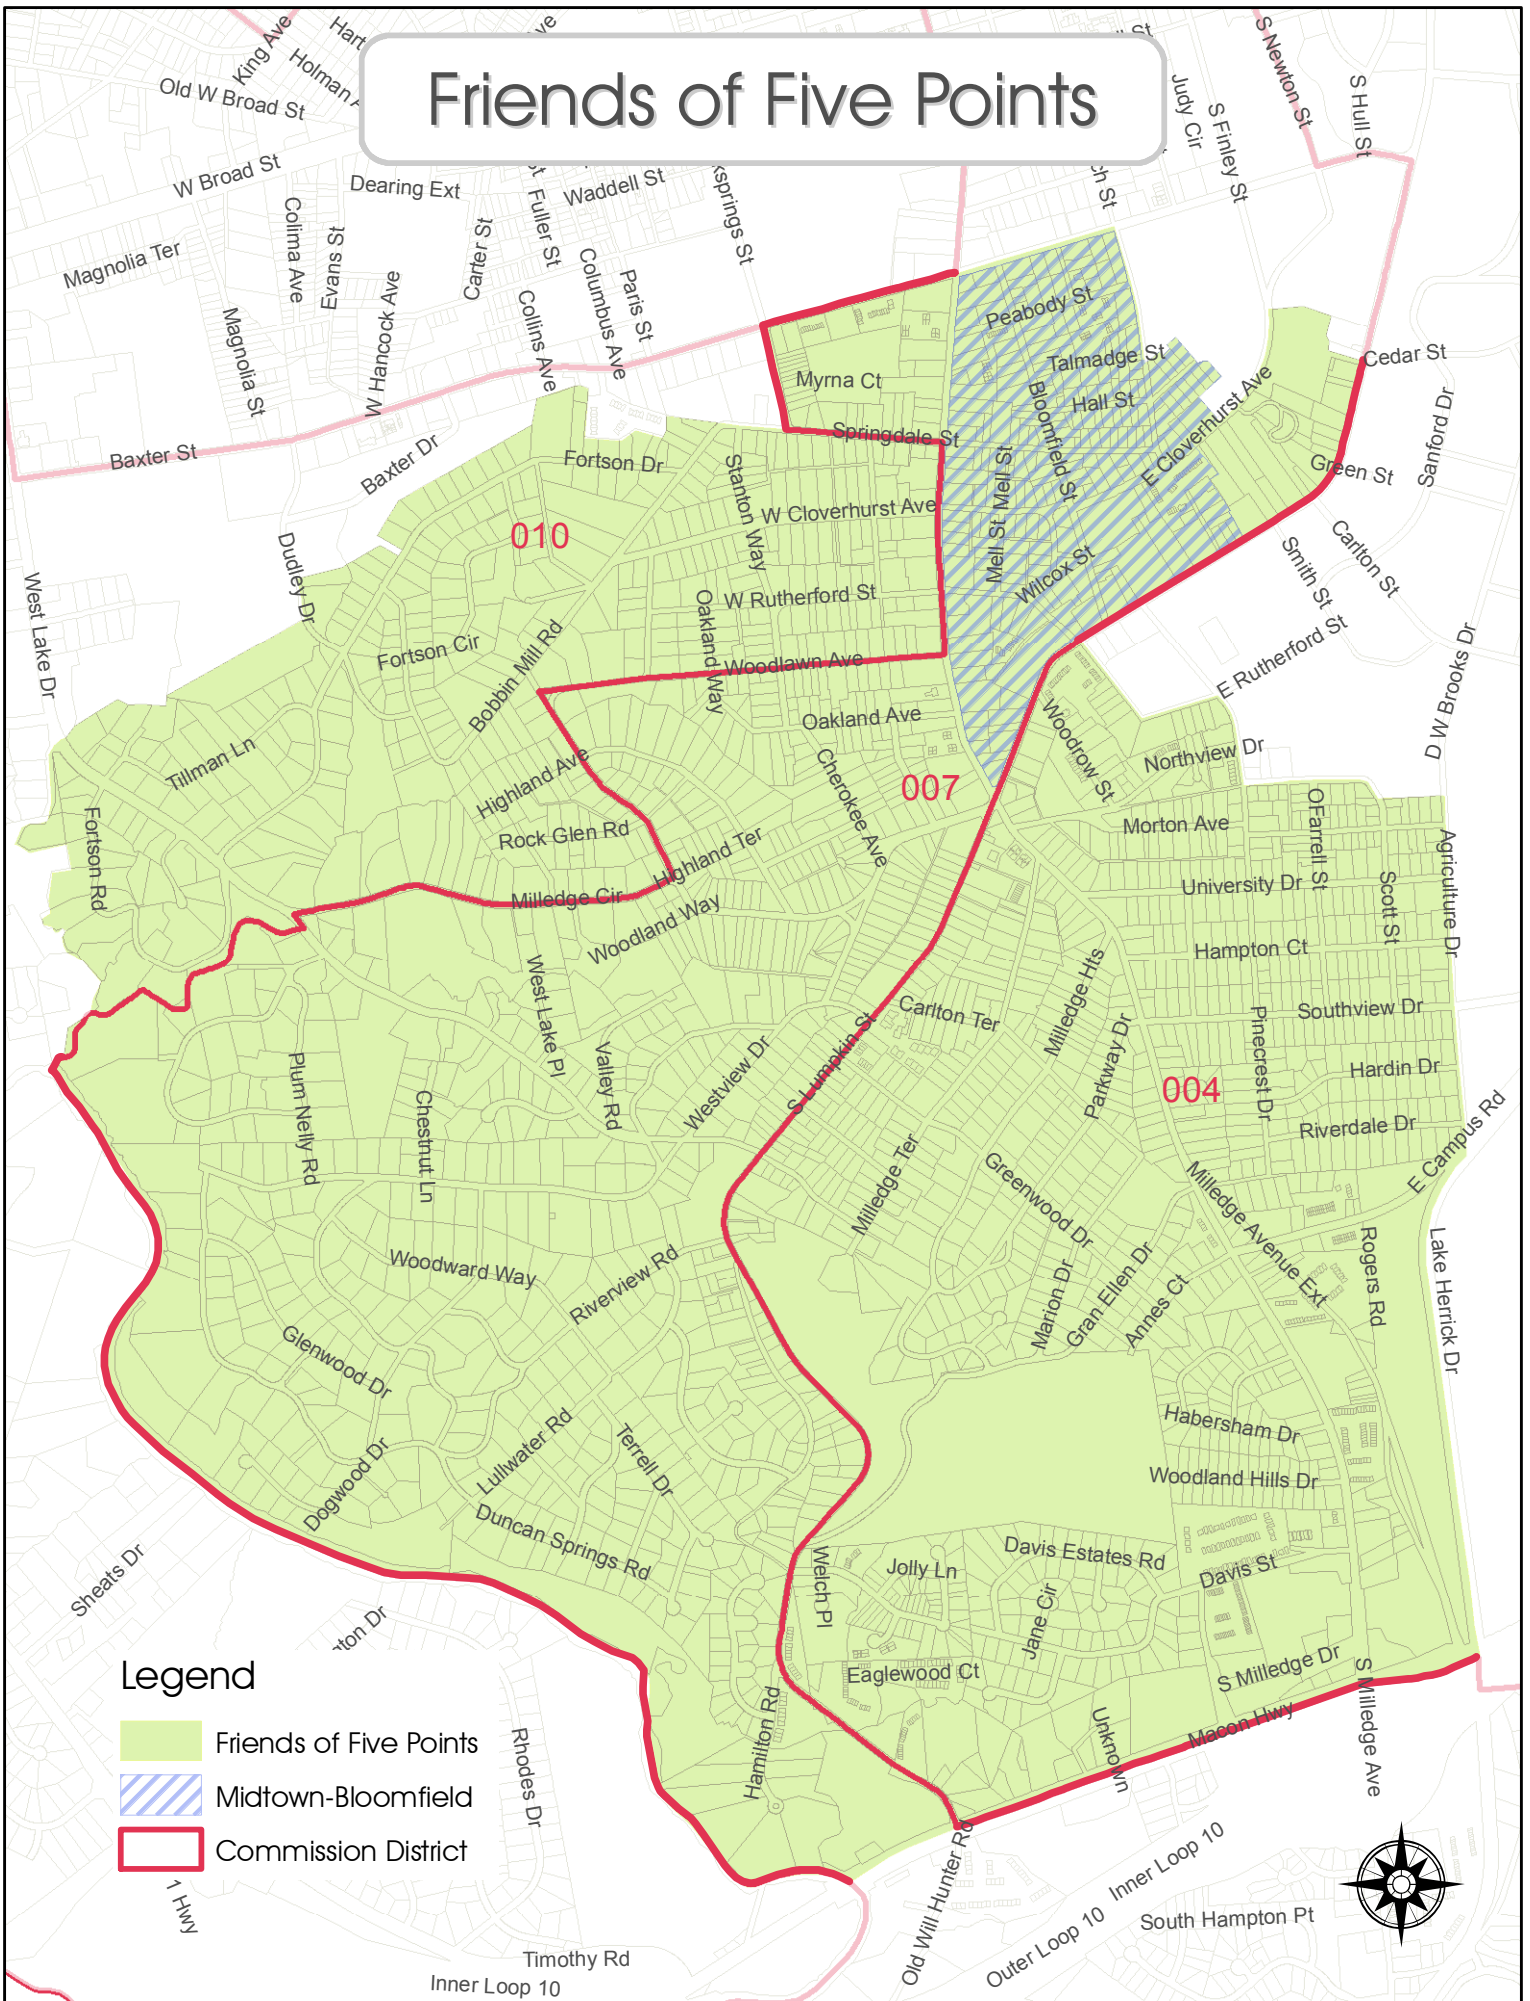 Friends of Five Points
King Ave
Hart
Holman
Old W Broad St
W Broad St
Dearing Ext
Waddell St
Fuller St
Judy Cir
S Finley St
S Newton St
S Hull St
Magnolia Ter
Colima Ave
Evans St
W Hancock Ave
Carter St
Collins Ave
Columbus Ave
Paris St
Magnolia St
Peabody St
Talmadge St
Hall St
Bloomfield St
Cedar St
Sanford Dr
Myrna Ct
Springdale St
E Cloverhurst Ave
Green St
Baxter St
Baxter Dr
Fortson Dr
Stanton Way
W Cloverhurst Ave
Mell St
Mell St
Wilcox St
010
Carlton St
Smith St
E Rutherford St
D W Brooks Dr
West Lake Dr
Dudley Dr
W Rutherford St
Oakland Way
Fortson Cir
Bobbin Mill Rd
Woodlawn Ave
Oakland Ave
Woodrow St
Northview Dr
Tillman Ln
Highland Ave
Cherokee Ave
007
Fortson Rd
Rock Glen Rd
Highland Ter
Morton Ave
OFarrell St
Agriculture Dr
Milledge Cir
Woodland Way
University Dr
Scott St
West Lake Pl
Milledge Hts
Hampton Ct
Carlton Ter
Southview Dr
Pinecrest Dr
Parkway Dr
Plum Nelly Rd
Chestnut Ln
Valley Rd
Westview Dr
S Lumpkin St
004
Hardin Dr
Riverdale Dr
E Campus Rd
Milledge Ter
Greenwood Dr
Milledge Avenue Ext
Rogers Rd
Lake Herrick Dr
Woodward Way
Riverview Rd
Marion Dr
Gran Ellen Dr
Annes Ct
Glenwood Dr
Habersham Dr
Dogwood Dr
Lullwater Rd
Terrell Dr
Woodland Hills Dr
Duncan Springs Rd
Welch Pl
Jolly Ln
Davis Estates Rd
Davis St
Sheats Dr
Jane Cir
Eaglewood Ct
S Milledge Dr
Hamilton Rd
Unknown
Macon Hwy
S Milledge Ave
Legend
Friends of Five Points
Midtown-Bloomfield
Commission District
Rhodes Dr
1 Hwy
Old Will Hunter Rd
Inner Loop 10
Outer Loop 10
South Hampton Pt
Timothy Rd
Inner Loop 10